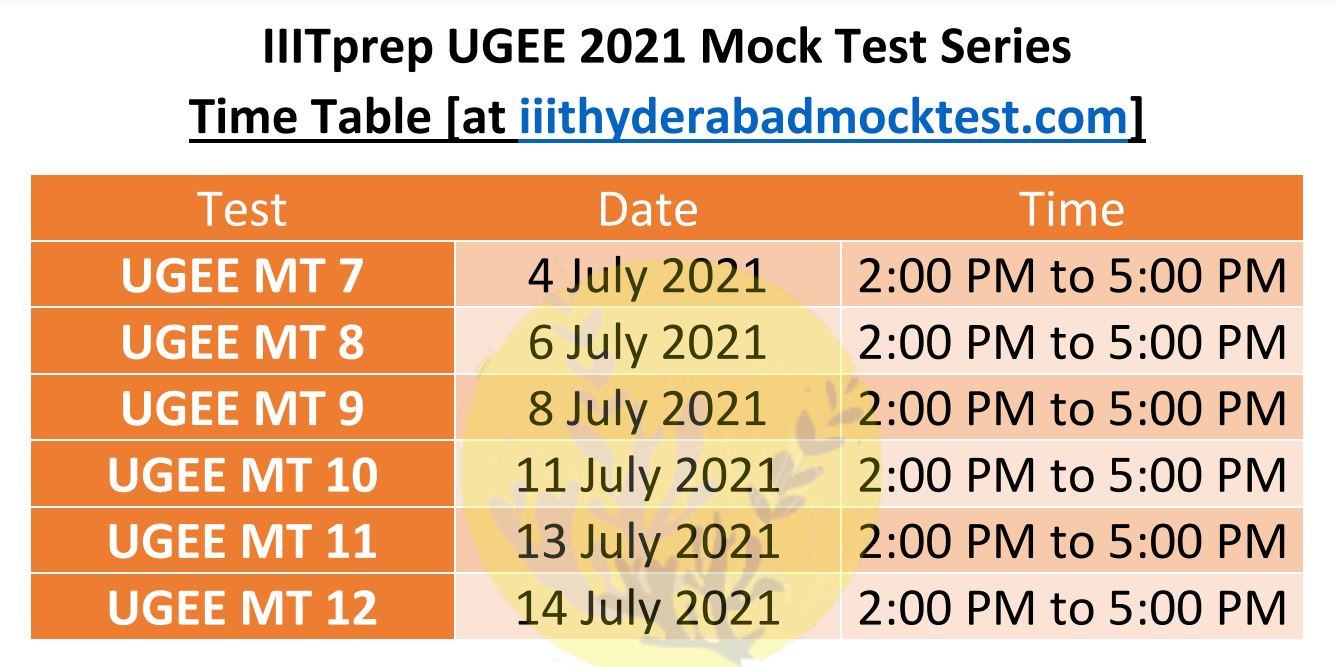 IIITprep UGEE 2021 Mock Test Series
Time Table [at iiithyderabadmocktest.com]
Test Date Time
UGEE MT 7 4 July 2021 2:00 PM to 5:00 PM
UGEE MT 8 6 July 2021 2:00 PM to 5:00 PM
UGEE MT 9 8 July 2021 2:00 PM to 5:00 PM
UGEE MT 10 11 July 2021 2:00 PM to 5:00 PM
UGEE MT 11 13 July 2021 2:00 PM to 5:00 PM
UGEE MT 12 14 July 2021 2:00 PM to 5:00 PM